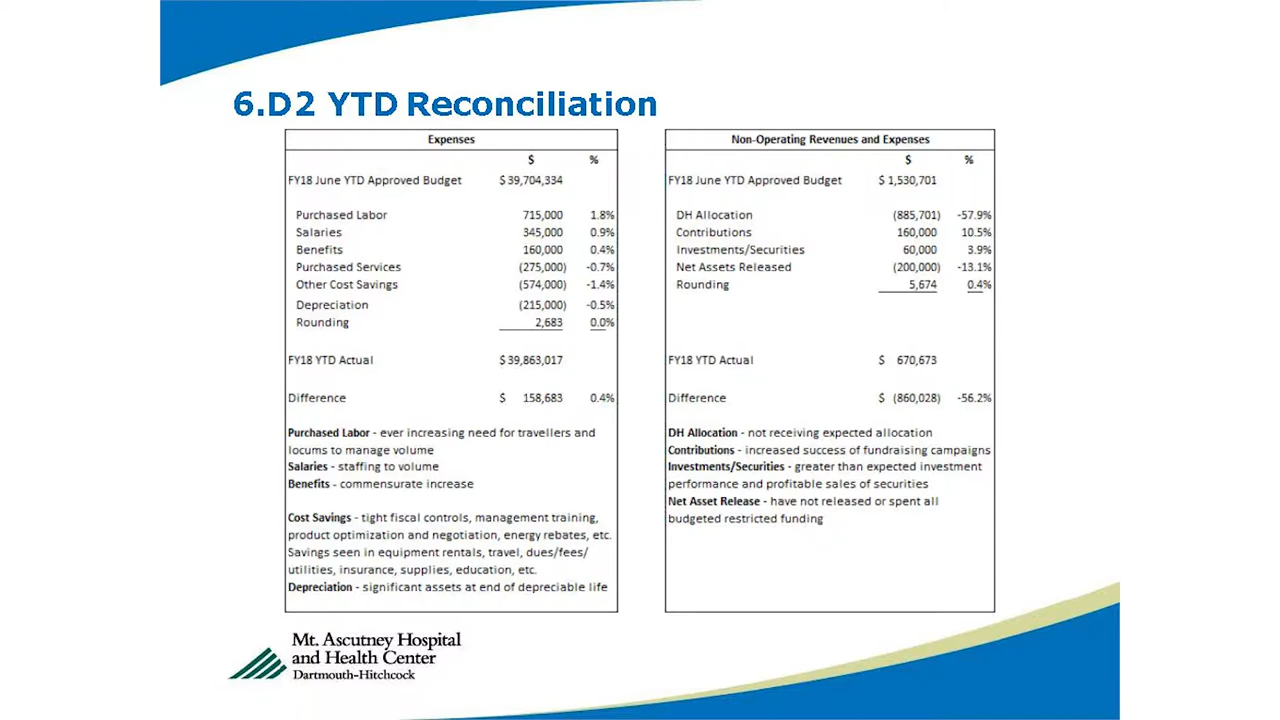 6.D2 YTD Reconciliation
Expenses
$ %
FY18 June YTD Approved Budget $ 39,704,334
Purchased Labor 715,000 1.8%
Salaries 345,000 0.9%
Benefits 160,000 0.4%
Purchased Services (275,000) -0.7%
Other Cost Savings (574,000) -1.4%
Depreciation (215,000) -0.5%
Rounding 2,683 0.0%
FY18 YTD Actual $ 39,863,017
Difference $ 158,683 0.4%
Purchased Labor - ever increasing need for travellers and
locums to manage volume
Salaries - staffing to volume
Benefits - commensurate increase
Cost Savings - tight fiscal controls, management training,
product optimization and negotiation, energy rebates, etc.
Savings seen in equipment rentals, travel, dues/fees/
utilities, insurance, supplies, education, etc.
Depreciation - significant assets at end of depreciable life
Non-Operating Revenues and Expenses
$ %
FY18 June YTD Approved Budget $ 1,530,701
DH Allocation (885,701) -57.9%
Contributions 160,000 10.5%
Investments/Securities 60,000 3.9%
Net Assets Released (200,000) -13.1%
Rounding 5,674 0.4%
FY18 YTD Actual $ 670,673
Difference $ (860,028) -56.2%
DH Allocation - not receiving expected allocation
Contributions - increased success of fundraising campaigns
Investments/Securities - greater than expected investment
performance and profitable sales of securities
Net Asset Release - have not released or spent all
budgeted restricted funding
Mt. Ascutney Hospital
and Health Center
Dartmouth-Hitchcock